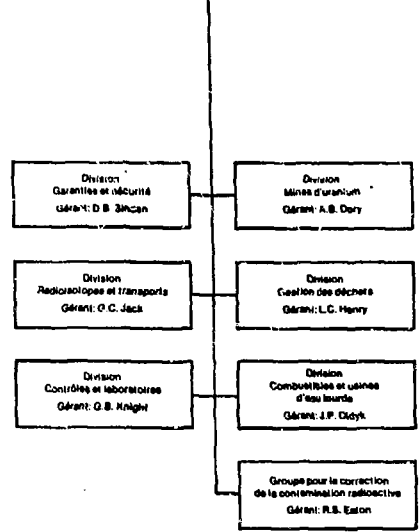 Division
Garanties et sécurité
Gérant: D.B. Sinden
Division
Mines d'uranium
Gérant: A.B. Dory
Division
Radioisotopes et transports
Gérant: G.C. Jack
Division
Gestion des déchets
Gérant: L.C. Henry
Division
Contrôles et laboratoires
Gérant: G.B. Knight
Division
Combustibles et usines
d'eau lourde
Gérant: J.P. Didyk
Groupe pour la correction
de la contamination radioactive
Gérant: R.S. Eaton